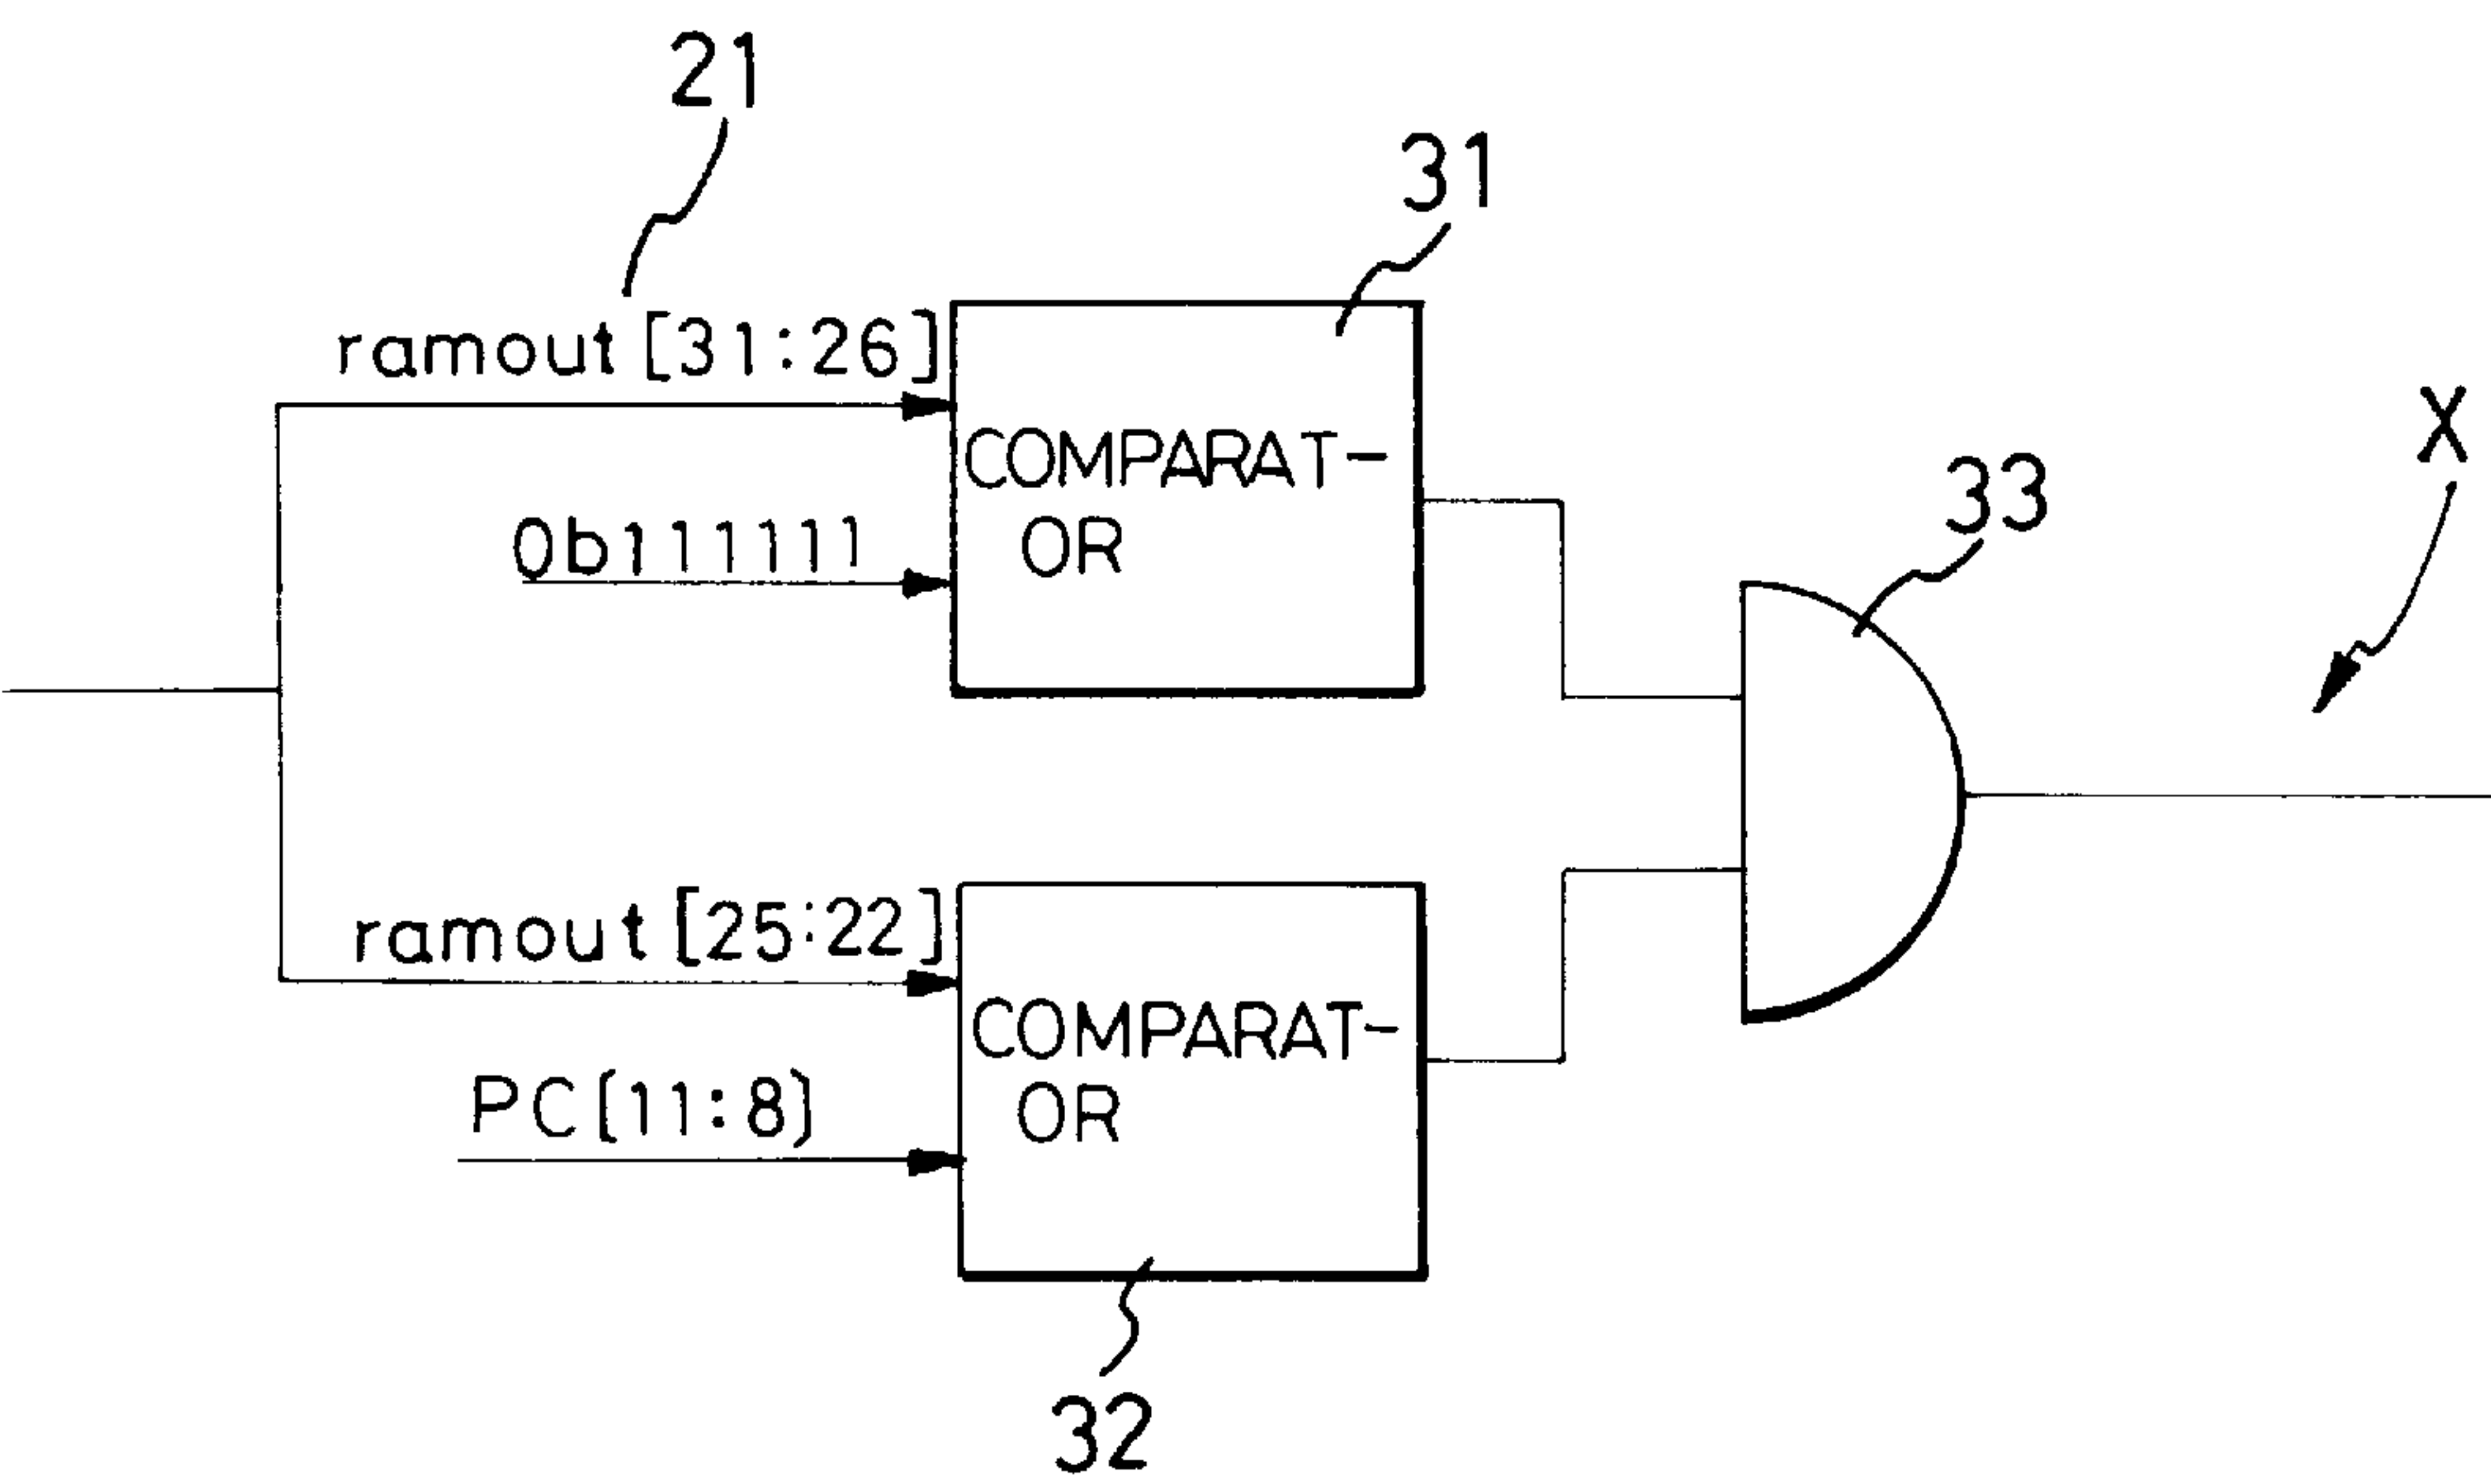 21
31
ramout [31:26]
X
COMPARAT-
33
0b111111
OR
ramout [25:22]
COMPARAT-
PC(11:8)
OR
32